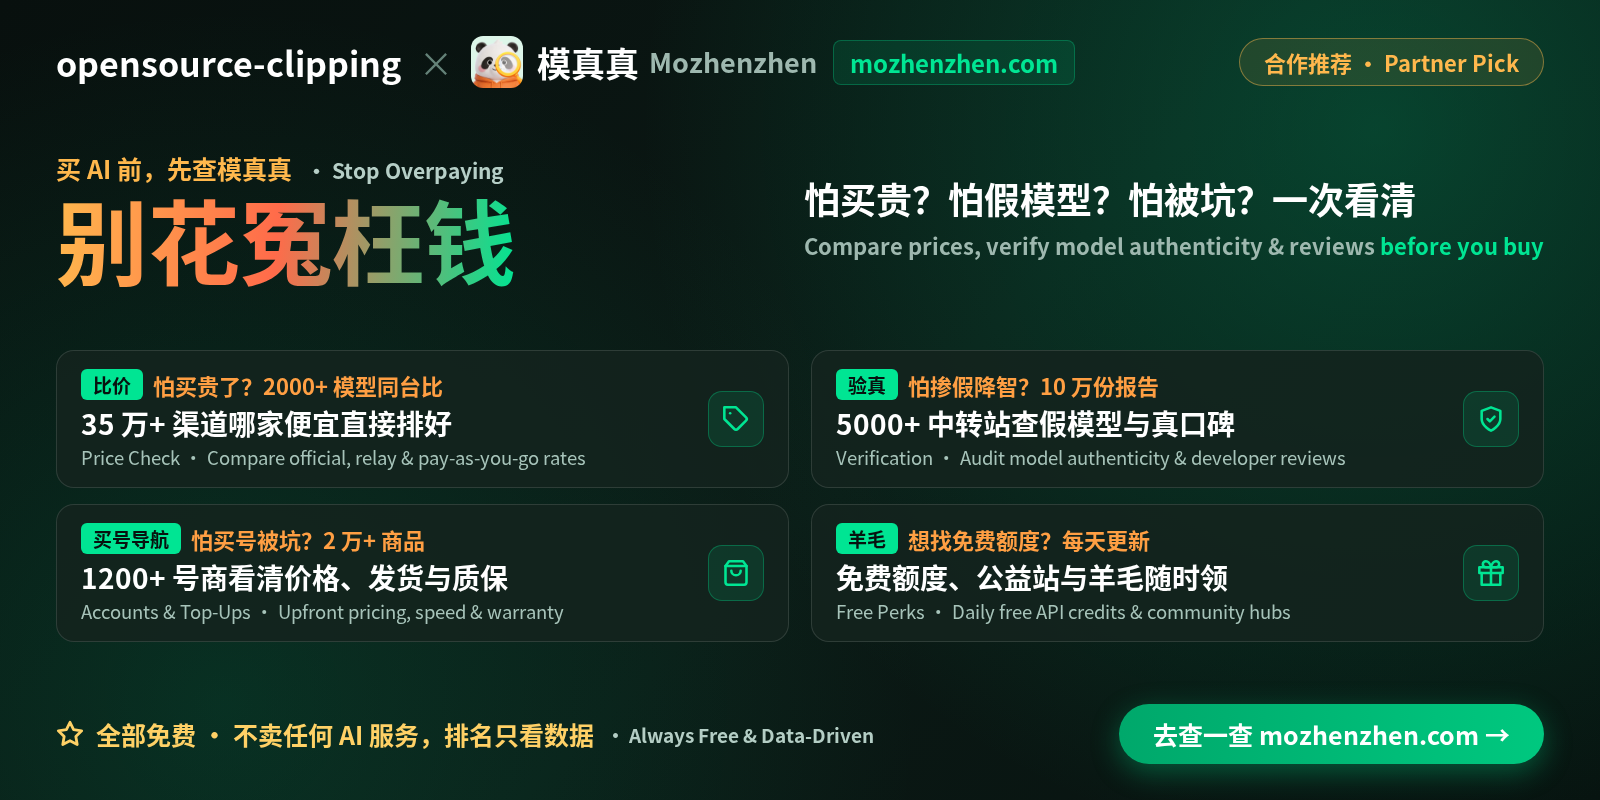 opensource-clipping × 模真真 Mozhenzhen mozhenzhen.com
合作推荐 • Partner Pick
买 AI 前，先查模真真 • Stop Overpaying
别花冤枉钱
怕买贵？怕假模型？怕被坑？一次看清
Compare prices, verify model authenticity & reviews before you buy
比价 怕买贵了？2000+ 模型同台比
35 万+ 渠道哪家便宜直接排好
Price Check • Compare official, relay & pay-as-you-go rates
验真 怕掺假降智？10 万份报告
5000+ 中转站查假模型与真口碑
Verification • Audit model authenticity & developer reviews
买号导航 怕买号被坑？2 万+ 商品
1200+ 号商看清价格、发货与质保
Accounts & Top-Ups • Upfront pricing, speed & warranty
羊毛 想找免费额度？每天更新
免费额度、公益站与羊毛随时领
Free Perks • Daily free API credits & community hubs
全部免费 • 不卖任何 AI 服务，排名只看数据 • Always Free & Data-Driven
去查一查 mozhenzhen.com →